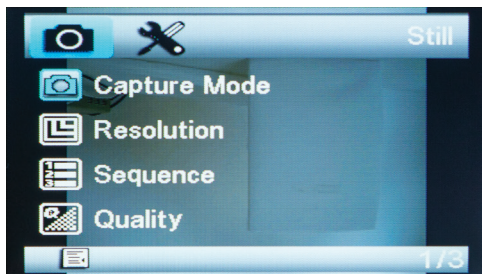 Still
Capture Mode
Resolution
Sequence
Quality
1/3